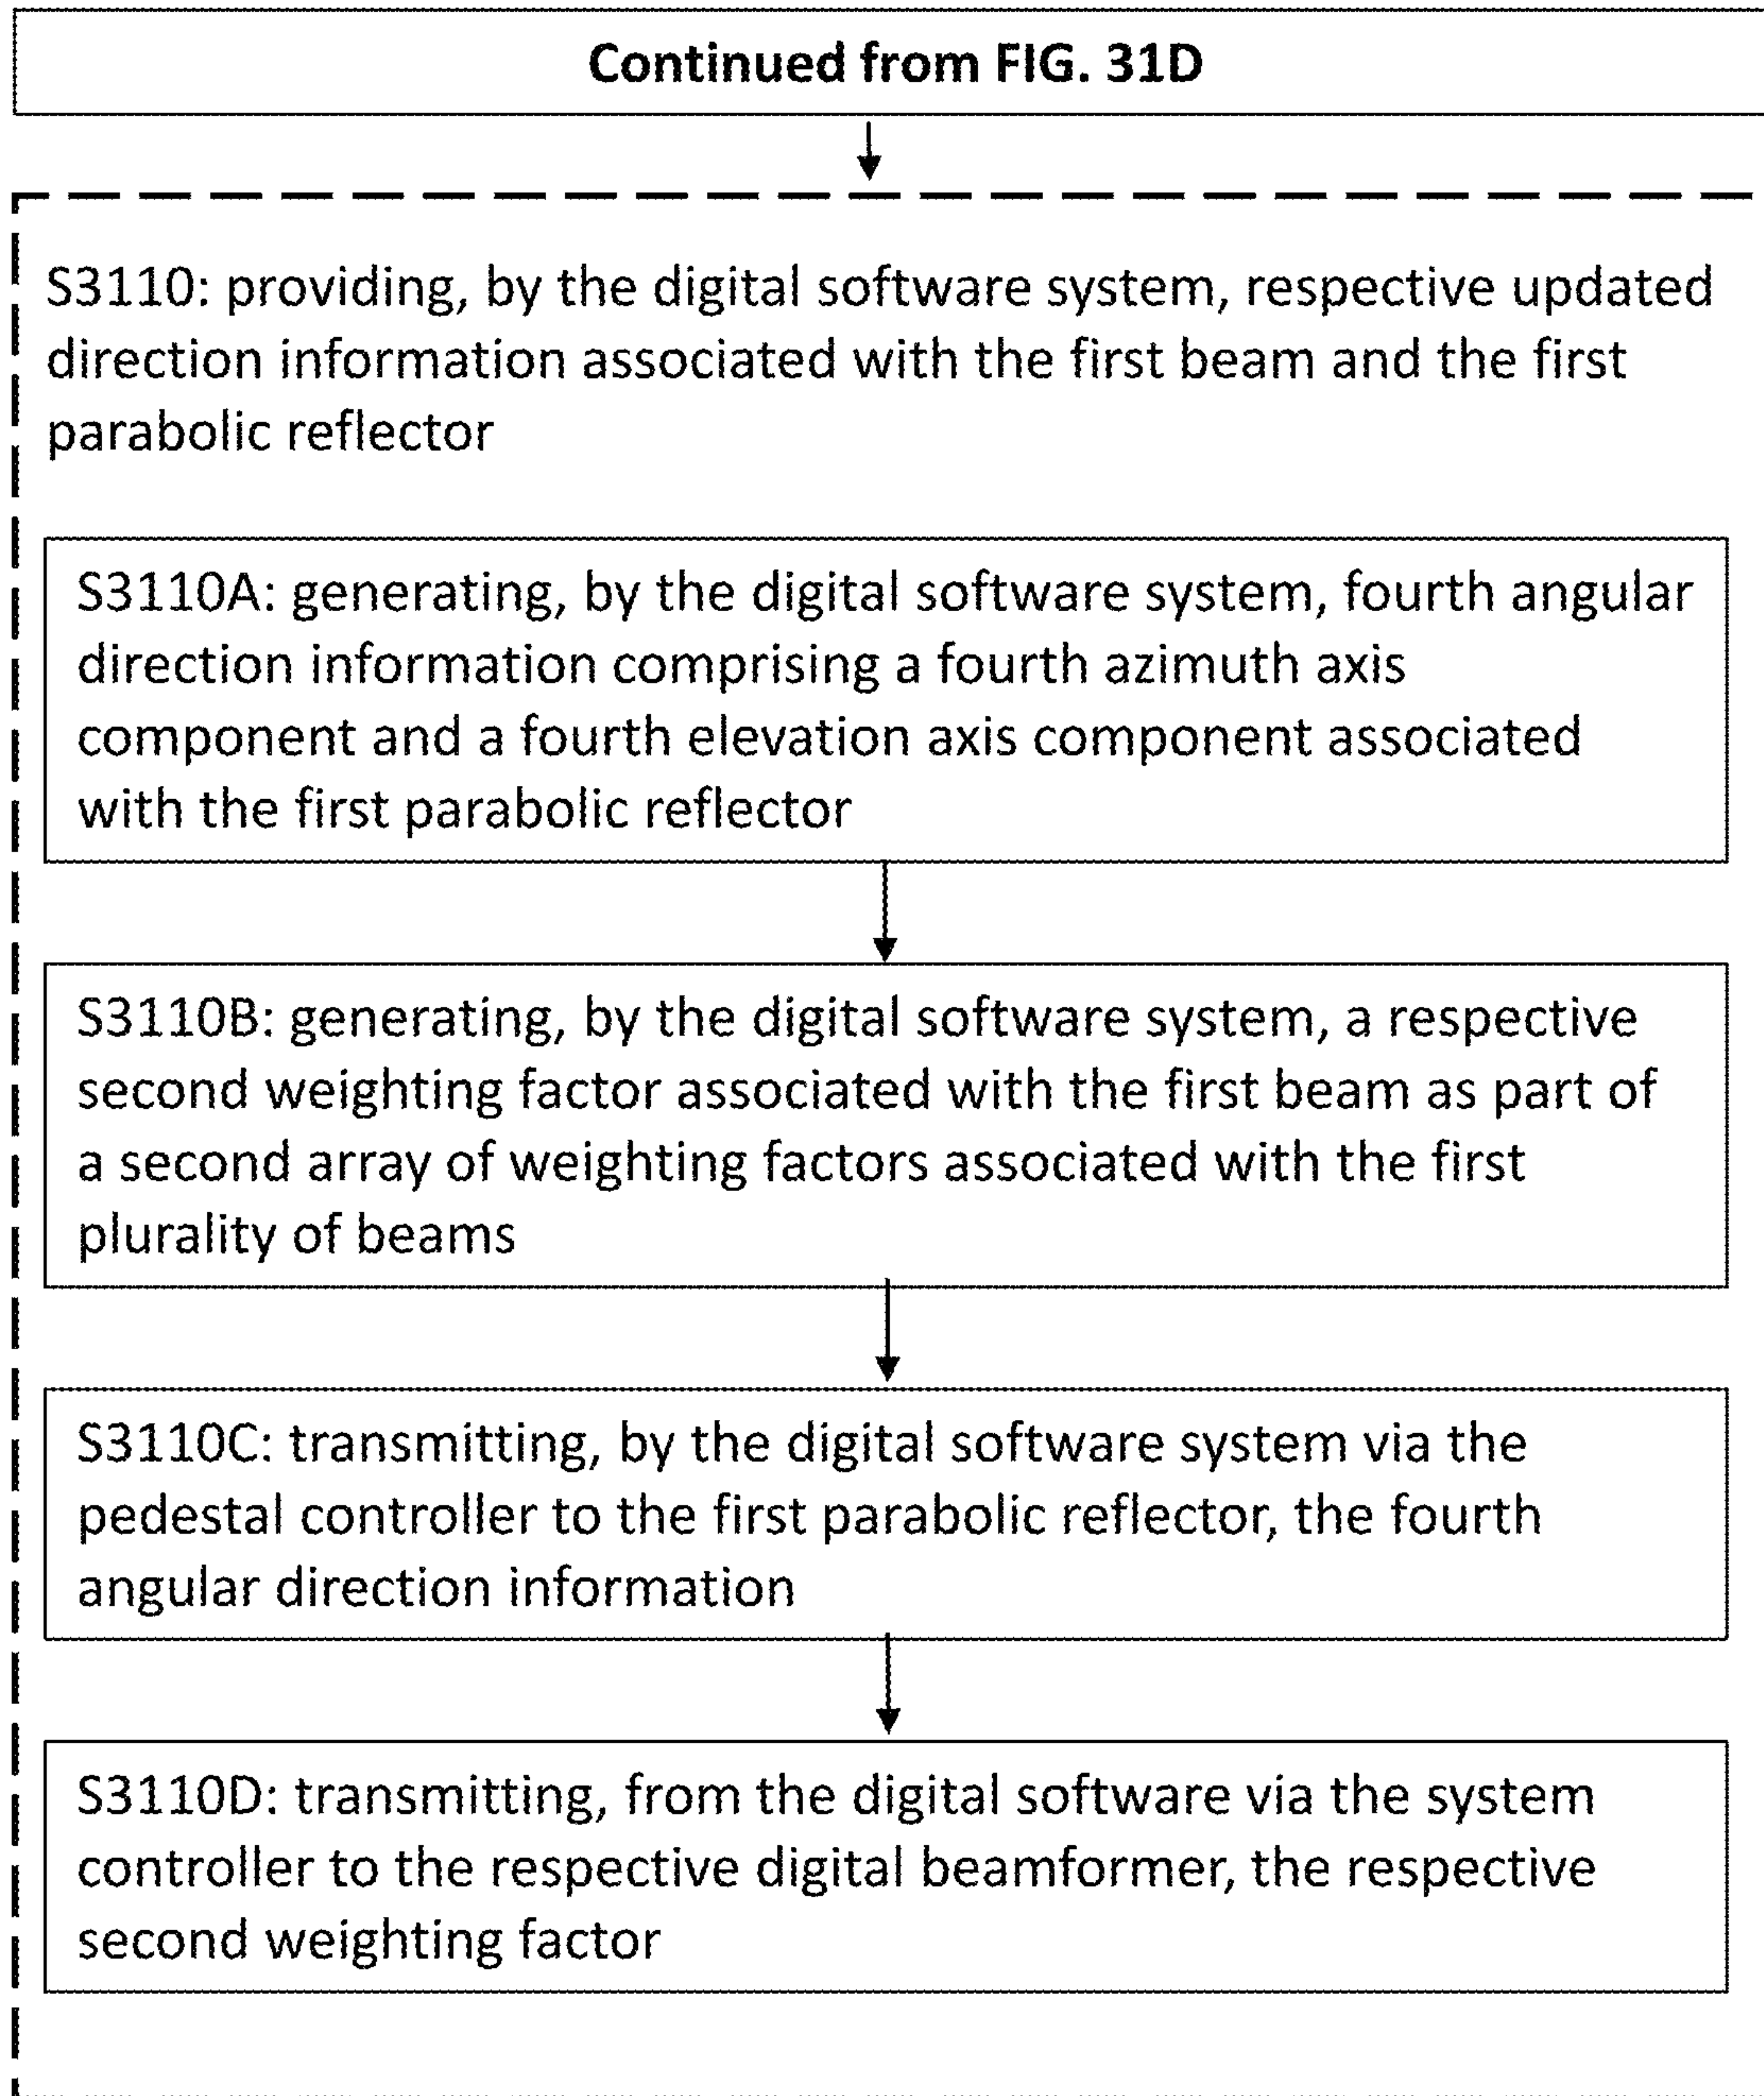 Continued from FIG. 31D
S3110: providing, by the digital software system, respective updated
direction information associated with the first beam and the first
parabolic reflector
S3110A: generating, by the digital software system, fourth angular
direction information comprising a fourth azimuth axis
component and a fourth elevation axis component associated
with the first parabolic reflector
S3110B: generating, by the digital software system, a respective
second weighting factor associated with the first beam as part of
a second array of weighting factors associated with the first
plurality of beams
S3110C: transmitting, by the digital software system via the
pedestal controller to the first parabolic reflector, the fourth
angular direction information
S3110D: transmitting, from the digital software via the system
controller to the respective digital beamformer, the respective
second weighting factor